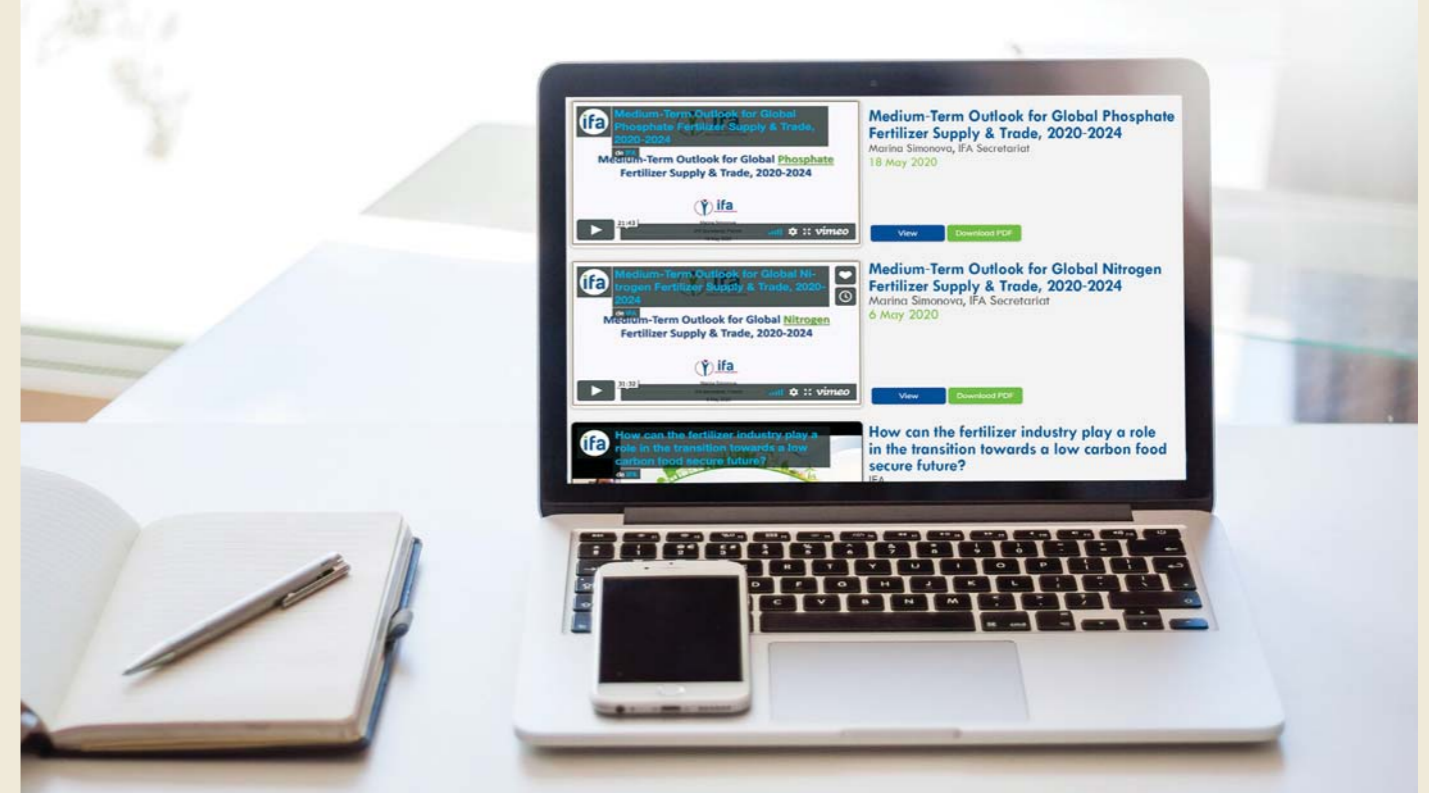 ifa
Medium-Term Outlook for Global
Phosphate Fertilizer Supply & Trade,
2020-2024
de IFA
Medium-Term Outlook for Global Phosphate
Fertilizer Supply & Trade, 2020-2024
ifa
21:43
vimeo
Medium-Term Outlook for Global Phosphate
Fertilizer Supply & Trade, 2020-2024
Marina Simonova, IFA Secretariat
18 May 2020
View
Download PDF
ifa
Medium-Term Outlook for Global Ni-
trogen Fertilizer Supply & Trade, 2020-
2024
de IFA
Medium-Term Outlook for Global Nitrogen
Fertilizer Supply & Trade, 2020-2024
ifa
31:32
vimeo
Medium-Term Outlook for Global Nitrogen
Fertilizer Supply & Trade, 2020-2024
Marina Simonova, IFA Secretariat
6 May 2020
View
Download PDF
ifa
How can the fertilizer industry play a
role in the transition towards a low
carbon food secure future?
de IFA
How can the fertilizer industry play a role
in the transition towards a low carbon food
secure future?
IFA